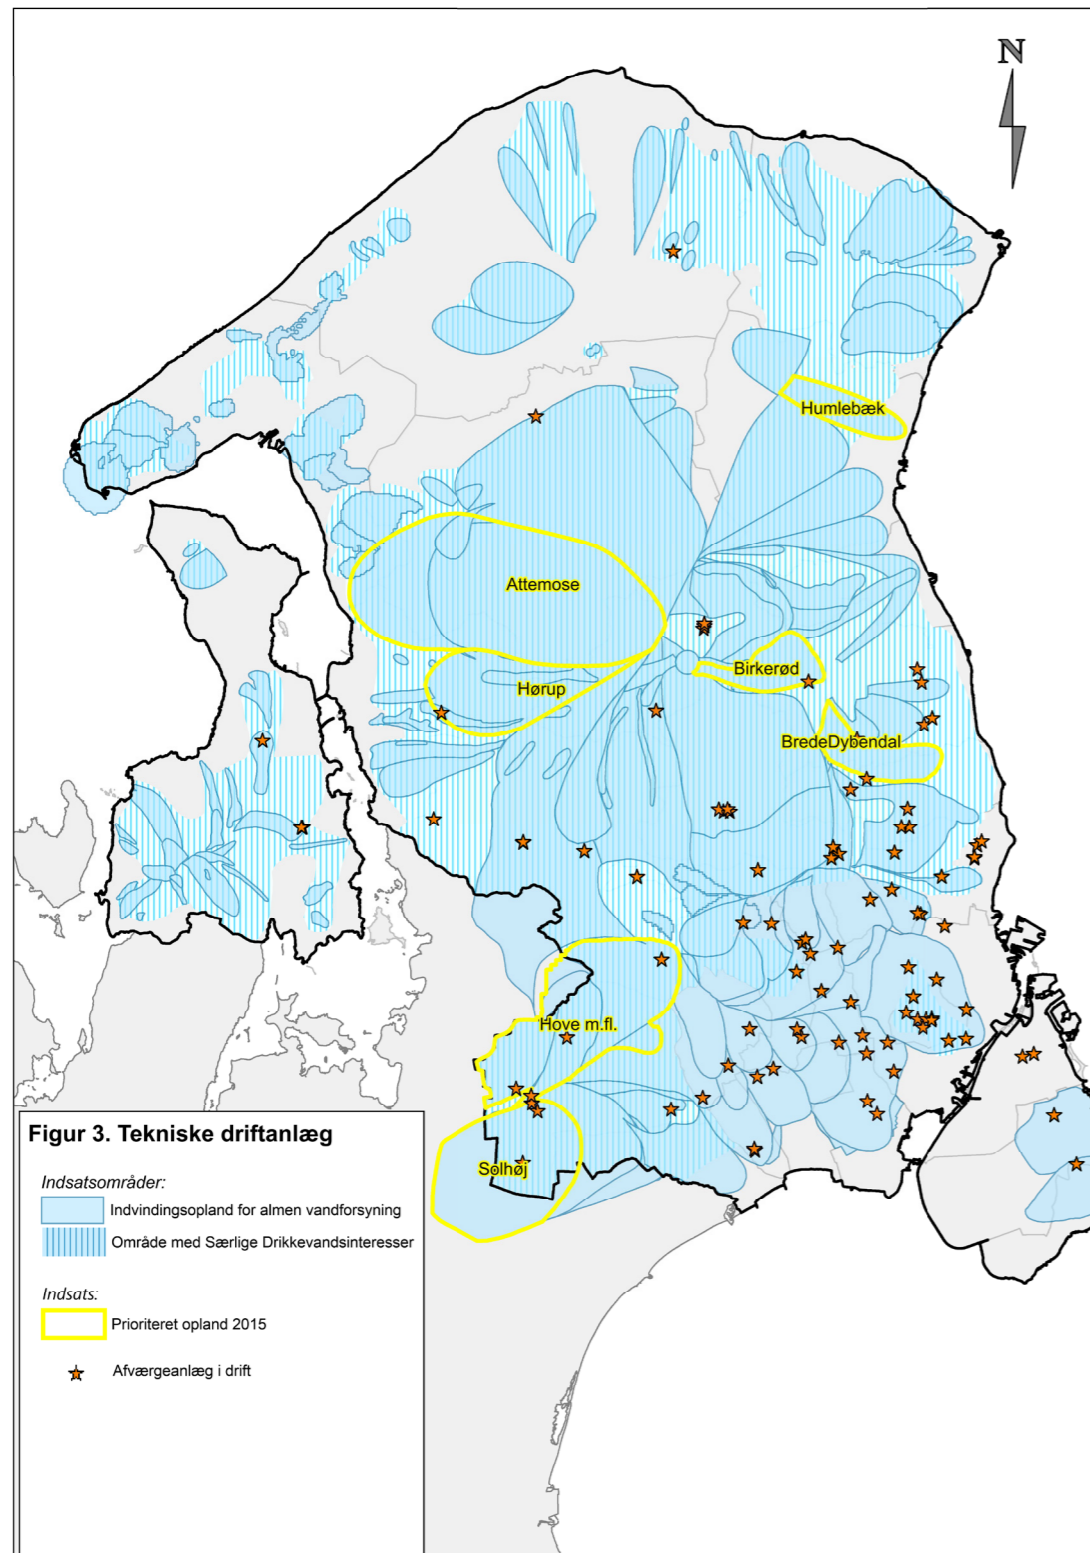 N
Humlebæk
Attemose
Birkerød
Hørup
BredeDybendal
Hove m.fl.
Solhøj
Figur 3. Tekniske driftanlæg
Indsatsområder:
Indvindingsopland for almen vandforsyning
Område med Særlige Drikkevandsinteresser
Indsats:
Prioriteret opland 2015
Afværgeanlæg i drift